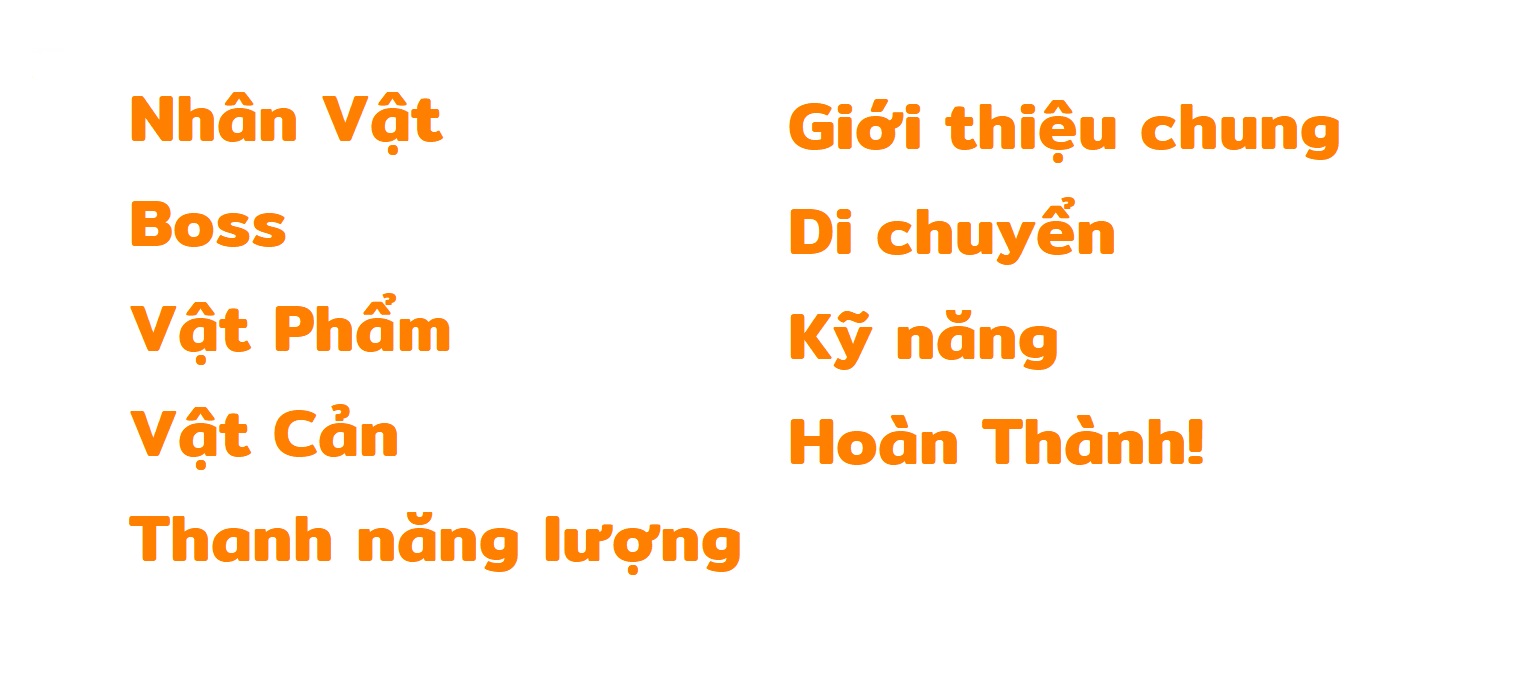 Nhân Vật
Boss
Vật Phẩm
Vật Cản
Thanh năng lượng
Giới thiệu chung
Di chuyển
Kỹ năng
Hoàn Thành!